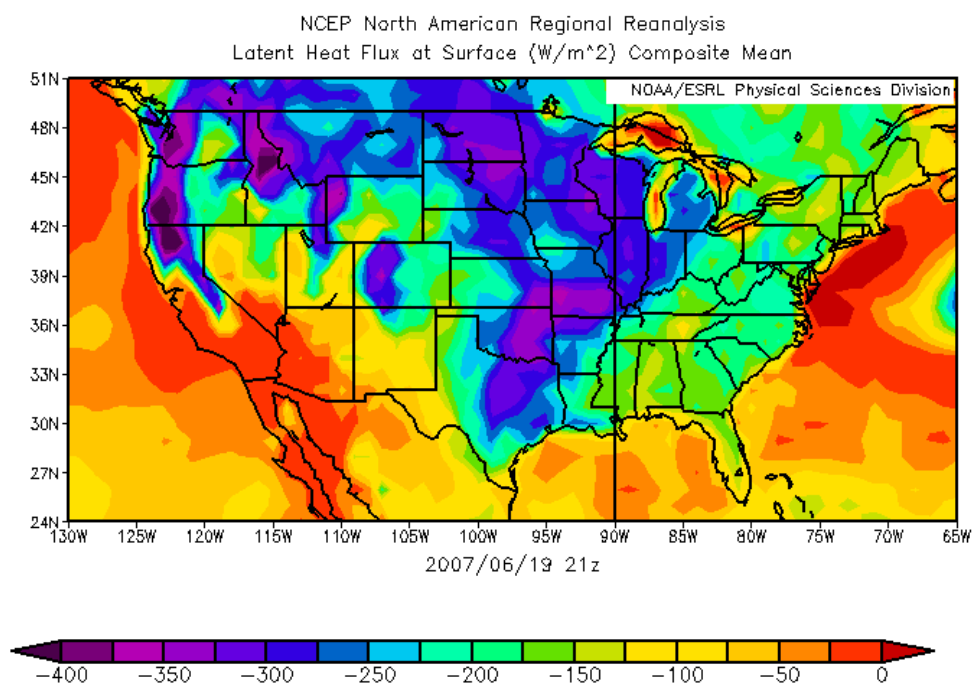 NCEP North American Regional Reanalysis
Latent Heat Flux at Surface (W/m^2) Composite Mean
NOAA/ESRL Physical Sciences Division
51N
48N
45N
42N
39N
36N
33N
30N
27N
24N
130W 125W 120W 115W 110W 105W 100W 95W 90W 85W 80W 75W 70W 65W
2007/06/19 21z
-400 -350 -300 -250 -200 -150 -100 -50 0